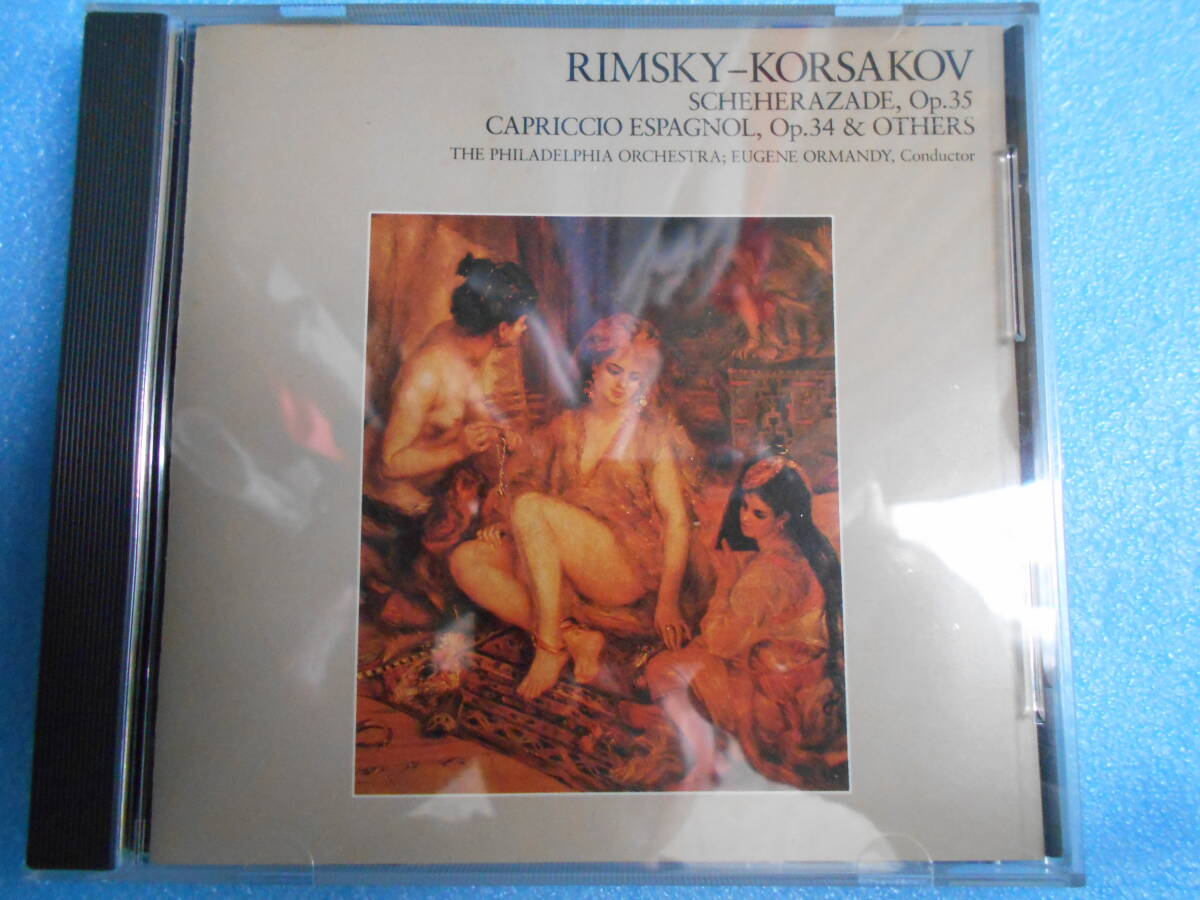 RIMSKY–KORSAKOV
SCHEHERAZADE, Op.35
CAPRICCIO ESPAGNOL, Op.34 & OTHERS
THE PHILADELPHIA ORCHESTRA; EUGENE ORMANDY, Conductor